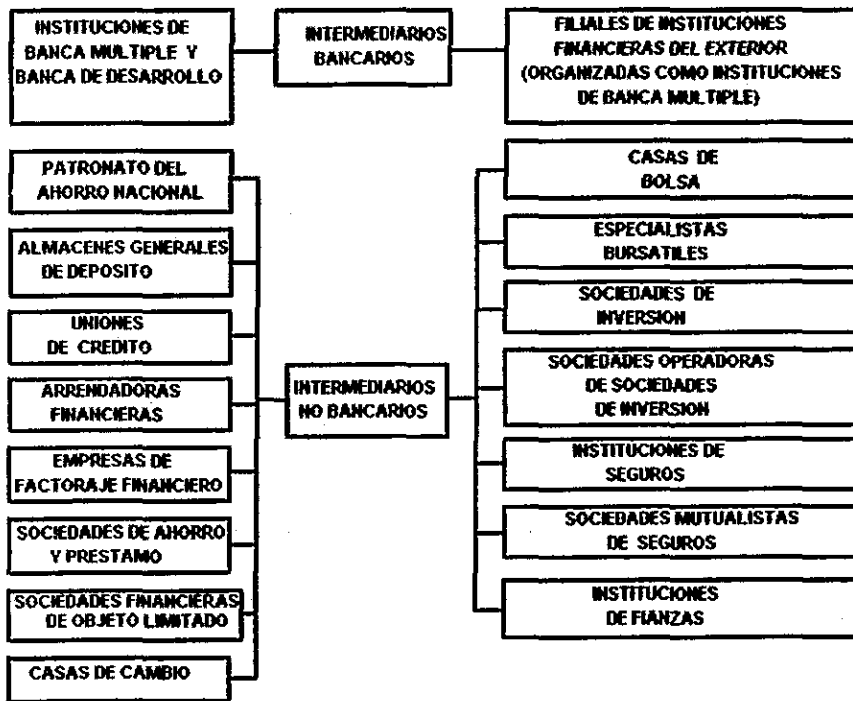 INSTITUCIONES DE
BANCA MULTIPLE Y
BANCA DE DESARROLLO
INTERMEDIARIOS
BANCARIOS
FILIALES DE INSTITUCIONES
FINANCIERAS DEL EXTERIOR
(ORGANIZADAS COMO INSTITUCIONES
DE BANCA MULTIPLE)
PATRONATO DEL
AHORRO NACIONAL
ALMACENES GENERALES
DE DEPOSITO
UNIONES
DE CREDITO
ARRENDADORAS
FINANCIERAS
EMPRESAS DE
FACTORAJE FINANCIERO
SOCIEDADES DE AHORRO
Y PRESTAMO
SOCIEDADES FINANCIERAS
DE OBJETO LIMITADO
CASAS DE CAMBIO
INTERMEDIARIOS
NO BANCARIOS
CASAS DE
BOLSA
ESPECIALISTAS
BURSATILES
SOCIEDADES DE
INVERSION
SOCIEDADES OPERADORAS
DE SOCIEDADES
DE INVERSION
INSTITUCIONES DE
SEGUROS
SOCIEDADES MUTUALISTAS
DE SEGUROS
INSTITUCIONES
DE FIANZAS